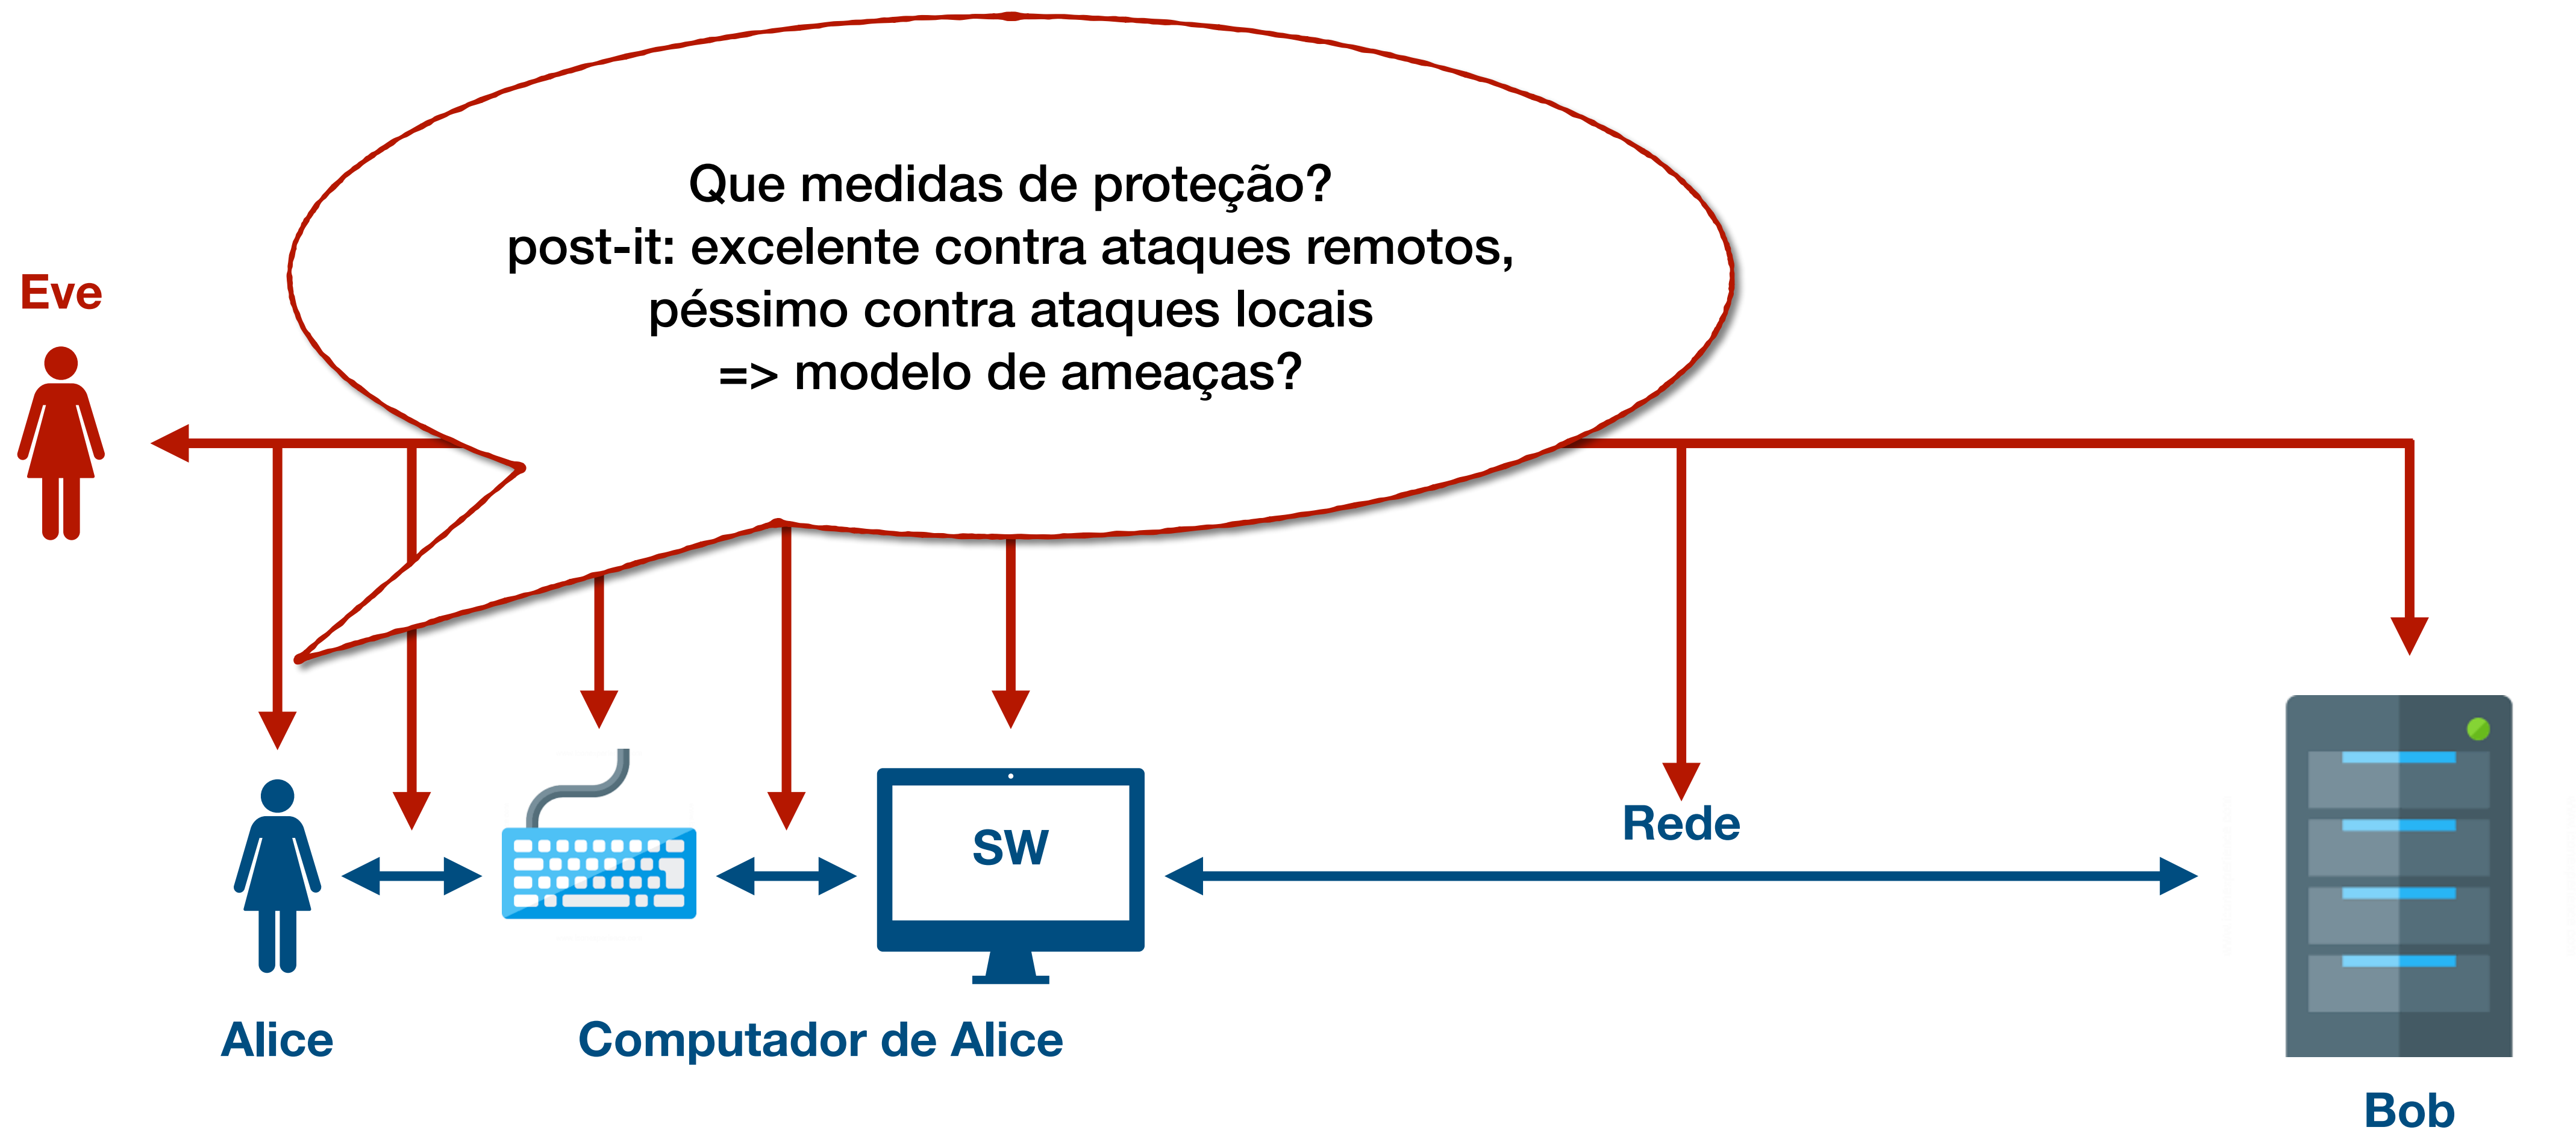 Que medidas de proteção?
post-it: excelente contra ataques remotos,
péssimo contra ataques locais
=> modelo de ameaças?
Eve
SW
Rede
Alice
Computador de Alice
Bob